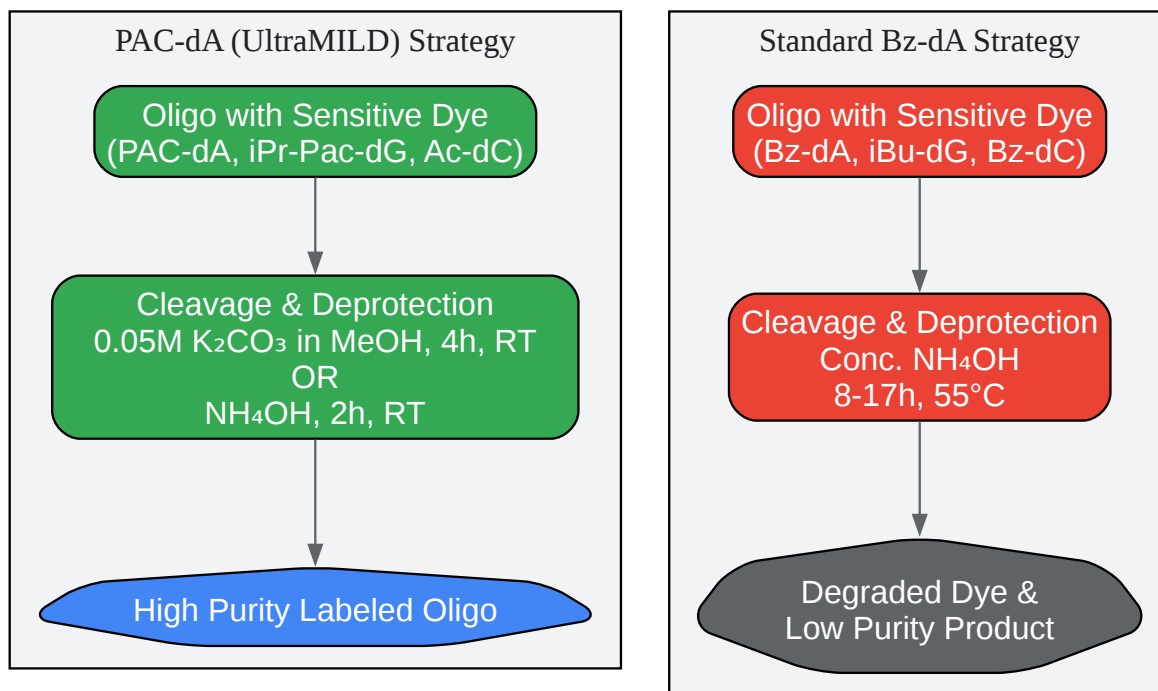 PAC-dA (UltraMILD) Strategy
Oligo with Sensitive Dye
(PAC-dA, iPr-Pac-dG, Ac-dC)
Cleavage & Deprotection
0.05M K₂CO₃ in MeOH, 4h, RT
OR
NH₄OH, 2h, RT
High Purity Labeled Oligo
Standard Bz-dA Strategy
Oligo with Sensitive Dye
(Bz-dA, iBu-dG, Bz-dC)
Cleavage & Deprotection
Conc. NH₄OH
8-17h, 55°C
Degraded Dye &
Low Purity Product